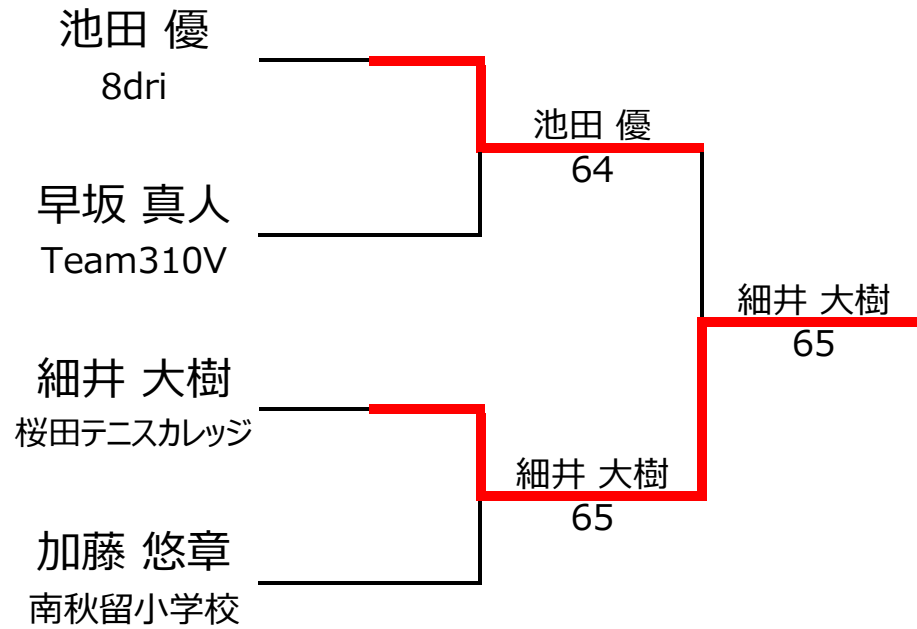 池田 優
8dri
池田 優
64
早坂 真人
Team310V
細井 大樹
65
細井 大樹
桜田テニスカレッジ
細井 大樹
65
加藤 悠章
南秋留小学校